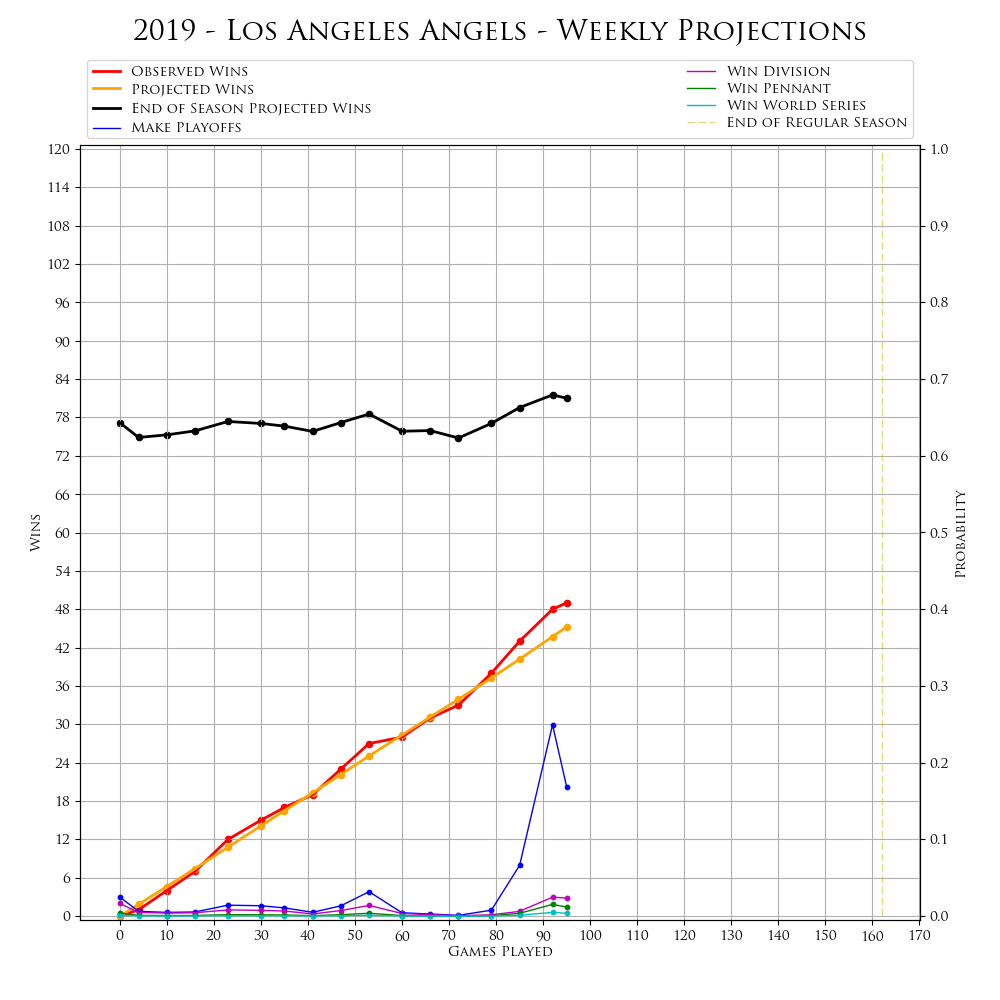 2019 - Los Angeles Angels - Weekly Projections
Observed Wins
Projected Wins
End of Season Projected Wins
Make Playoffs
Win Division
Win Pennant
Win World Series
End of Regular Season
120
114
108
102
96
90
84
78
72
66
60
54
48
42
36
30
24
18
12
6
0
Wins
1.0
0.9
0.8
0.7
0.6
0.5
0.4
0.3
0.2
0.1
0.0
Probability
0 10 20 30 40 50 60 70 80 90 100 110 120 130 140 150 160 170
Games Played